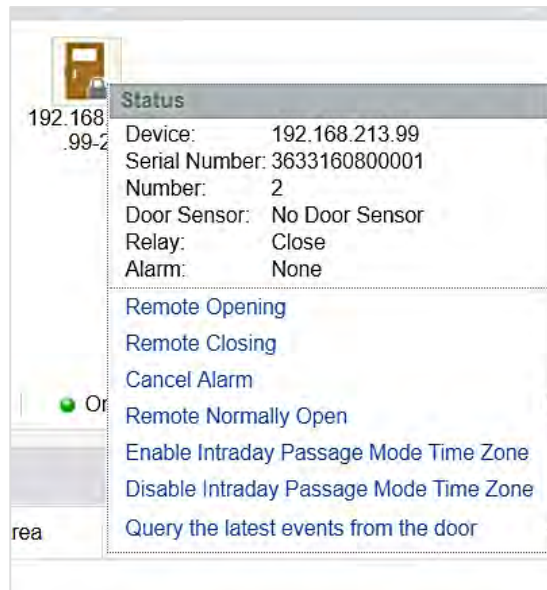 192.168
.99-2
Status
Device: 192.168.213.99
Serial Number: 3633160800001
Number: 2
Door Sensor: No Door Sensor
Relay: Close
Alarm: None
Remote Opening
Remote Closing
Cancel Alarm
Remote Normally Open
Enable Intraday Passage Mode Time Zone
Disable Intraday Passage Mode Time Zone
Query the latest events from the door